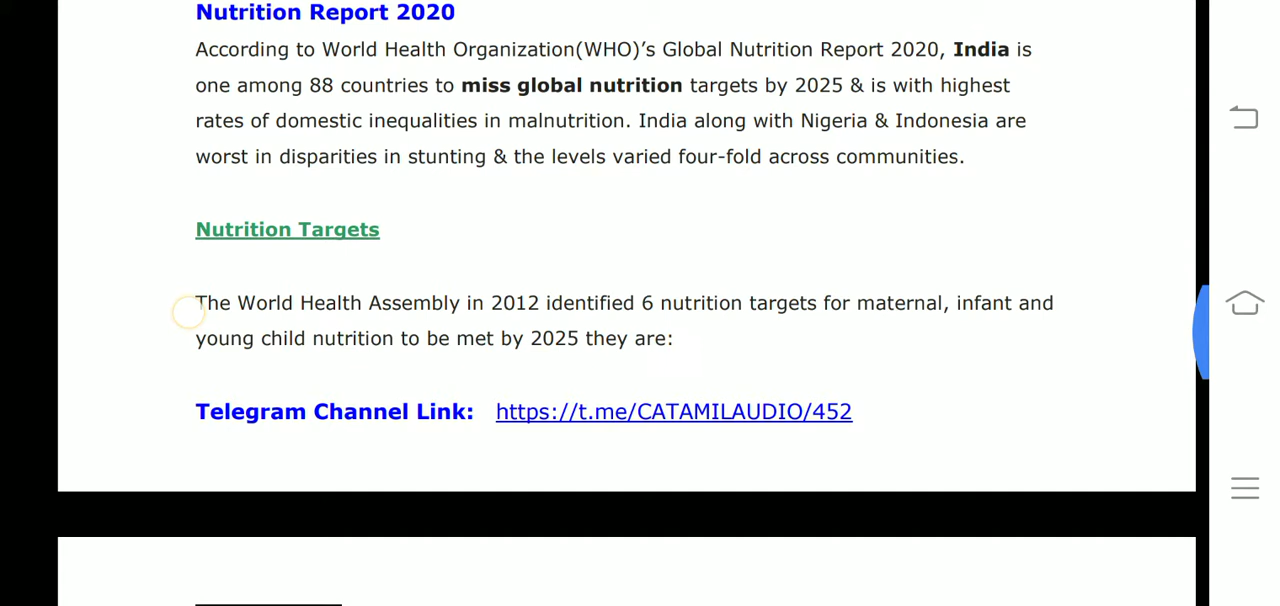 Nutrition Report 2020
According to World Health Organization(WHO)’s Global Nutrition Report 2020, India is
one among 88 countries to miss global nutrition targets by 2025 & is with highest
rates of domestic inequalities in malnutrition. India along with Nigeria & Indonesia are
worst in disparities in stunting & the levels varied four-fold across communities.
Nutrition Targets
The World Health Assembly in 2012 identified 6 nutrition targets for maternal, infant and
young child nutrition to be met by 2025 they are:
Telegram Channel Link: https://t.me/CATAMILAUDIO/452